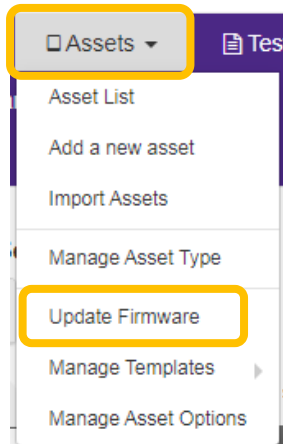 Assets
Tes
Asset List
Add a new asset
Import Assets
Manage Asset Type
Update Firmware
Manage Templates
Manage Asset Options